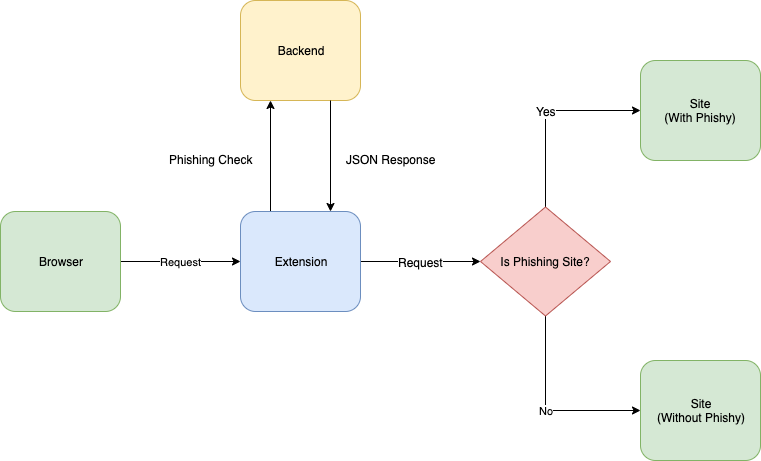 Backend
Phishing Check
JSON Response
Browser
Request
Extension
Request
Is Phishing Site?
Yes
Site
(With Phishy)
No
Site
(Without Phishy)